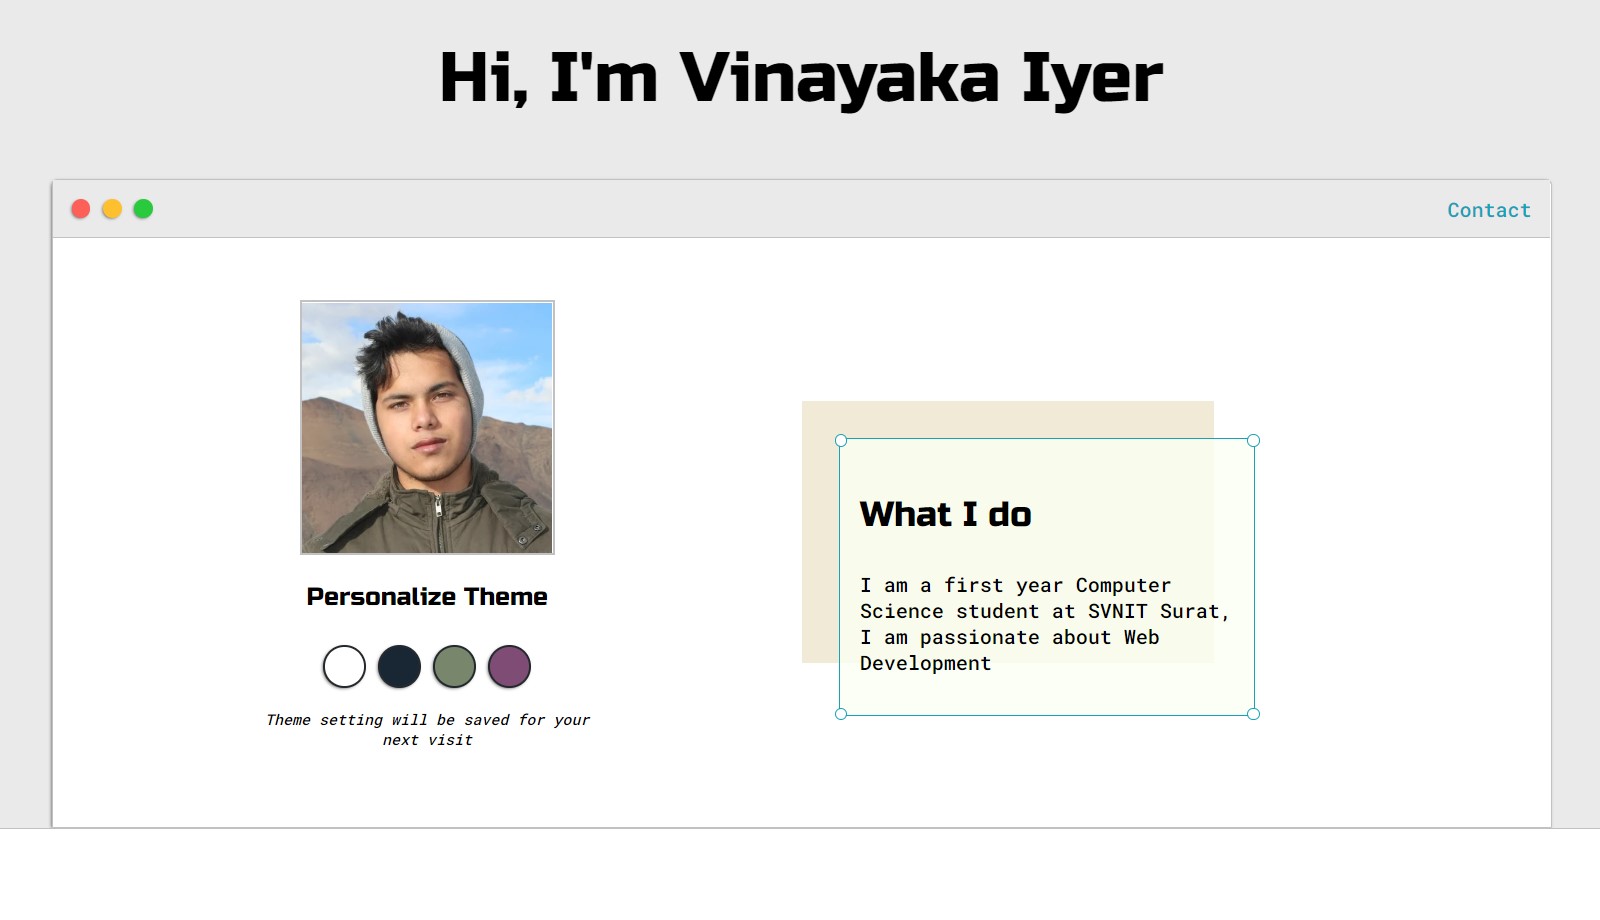 Hi, I'm Vinayaka Iyer
Contact
Personalize Theme
Theme setting will be saved for your
next visit
What I do
I am a first year Computer
Science student at SVNIT Surat,
I am passionate about Web
Development